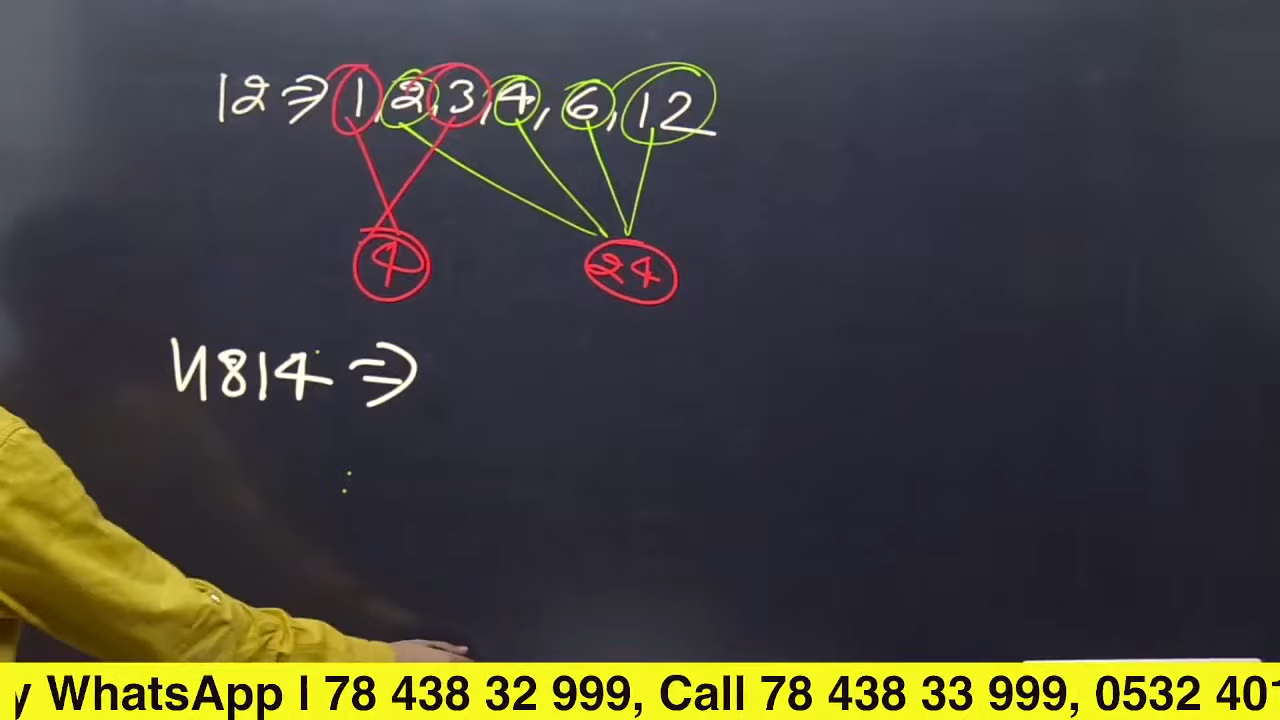 12 ⇒ 1, 2, 3, 4, 6, 12
4 24
4814 ⇒
y WhatsApp I 78 438 32 999, Call 78 438 33 999, 0532 40